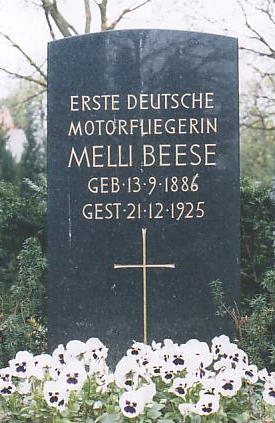 ERSTE DEUTSCHE
MOTORFLIEGERIN
MELLI BEESE
GEB·13·9·1886
GEST·21·12·1925